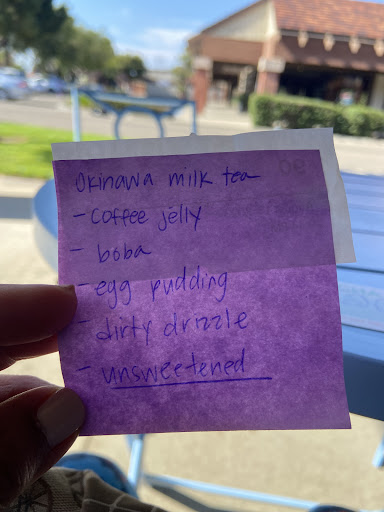 Okinawa milk tea
- coffee jelly
- boba
- egg pudding
- dirty drizzle
- unsweetened